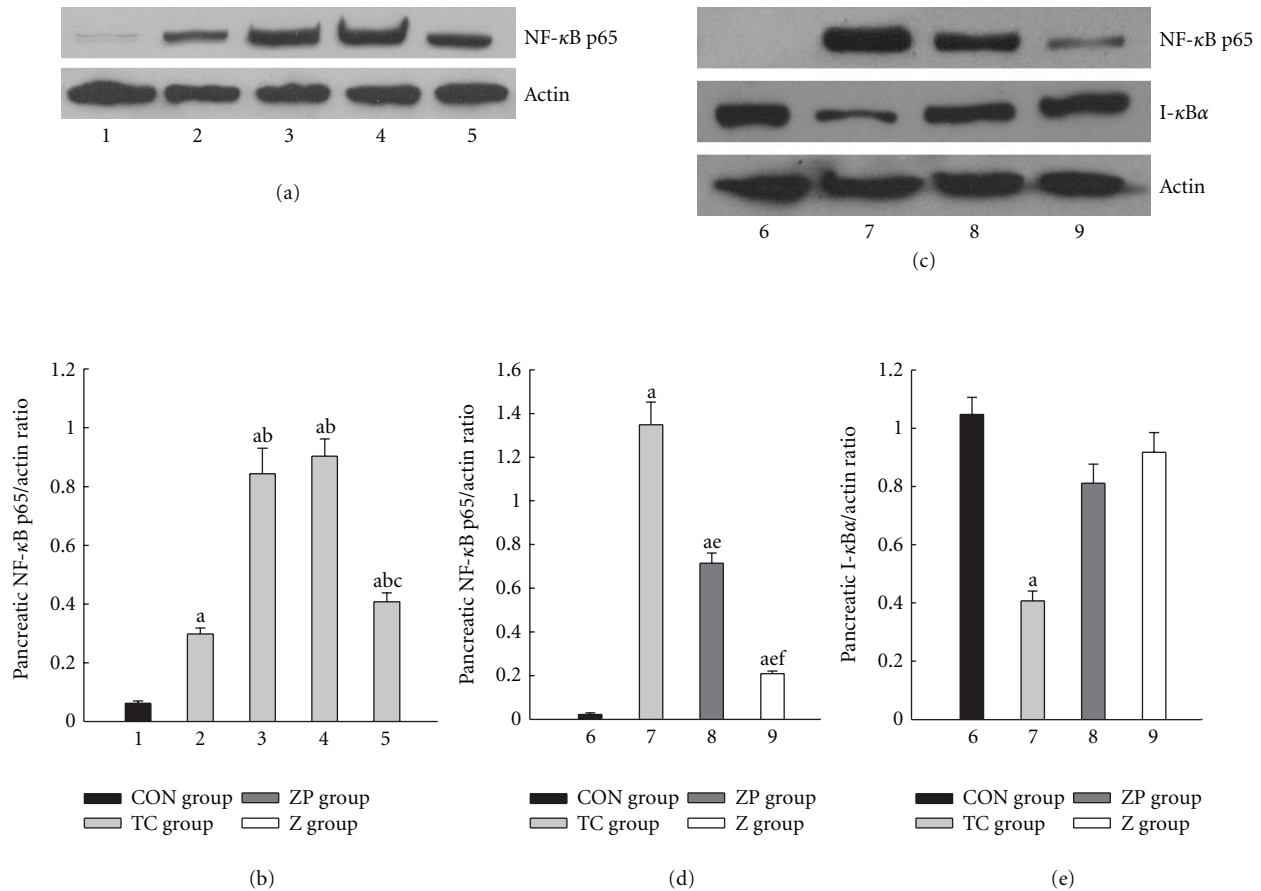 NF-κB p65
Actin
1 2 3 4 5
(a)
NF-κB p65
I-κBα
Actin
6 7 8 9
(c)
Pancreatic NF-κB p65/actin ratio
1.2
1
0.8
0.6
0.4
0.2
0
a
ab
ab
abc
1 2 3 4 5
CON group ZP group
TC group Z group
(b)
Pancreatic NF-κB p65/actin ratio
1.6
1.4
1.2
1
0.8
0.6
0.4
0.2
0
a
ae
aef
6 7 8 9
CON group ZP group
TC group Z group
(d)
Pancreatic I-κBα/actin ratio
1.2
1
0.8
0.6
0.4
0.2
0
a
6 7 8 9
CON group ZP group
TC group Z group
(e)